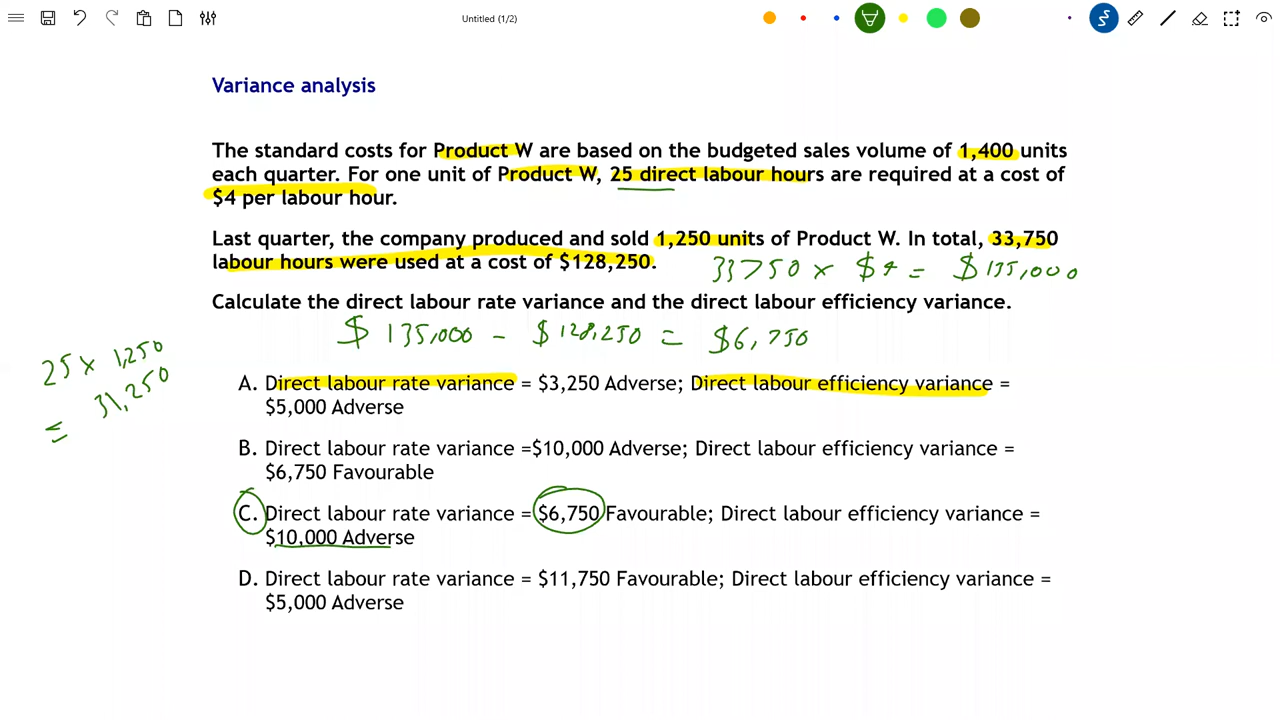 Untitled (1/2)
Variance analysis
The standard costs for Product W are based on the budgeted sales volume of 1,400 units
each quarter. For one unit of Product W, 25 direct labour hours are required at a cost of
$4 per labour hour.
Last quarter, the company produced and sold 1,250 units of Product W. In total, 33,750
labour hours were used at a cost of $128,250.
33750 × $4 = $135,000
Calculate the direct labour rate variance and the direct labour efficiency variance.
$ 135,000 - $128,250 = $6,750
25 × 1,250
= 31,250
A. Direct labour rate variance = $3,250 Adverse; Direct labour efficiency variance =
$5,000 Adverse
B. Direct labour rate variance =$10,000 Adverse; Direct labour efficiency variance =
$6,750 Favourable
C. Direct labour rate variance = $6,750 Favourable; Direct labour efficiency variance =
$10,000 Adverse
D. Direct labour rate variance = $11,750 Favourable; Direct labour efficiency variance =
$5,000 Adverse